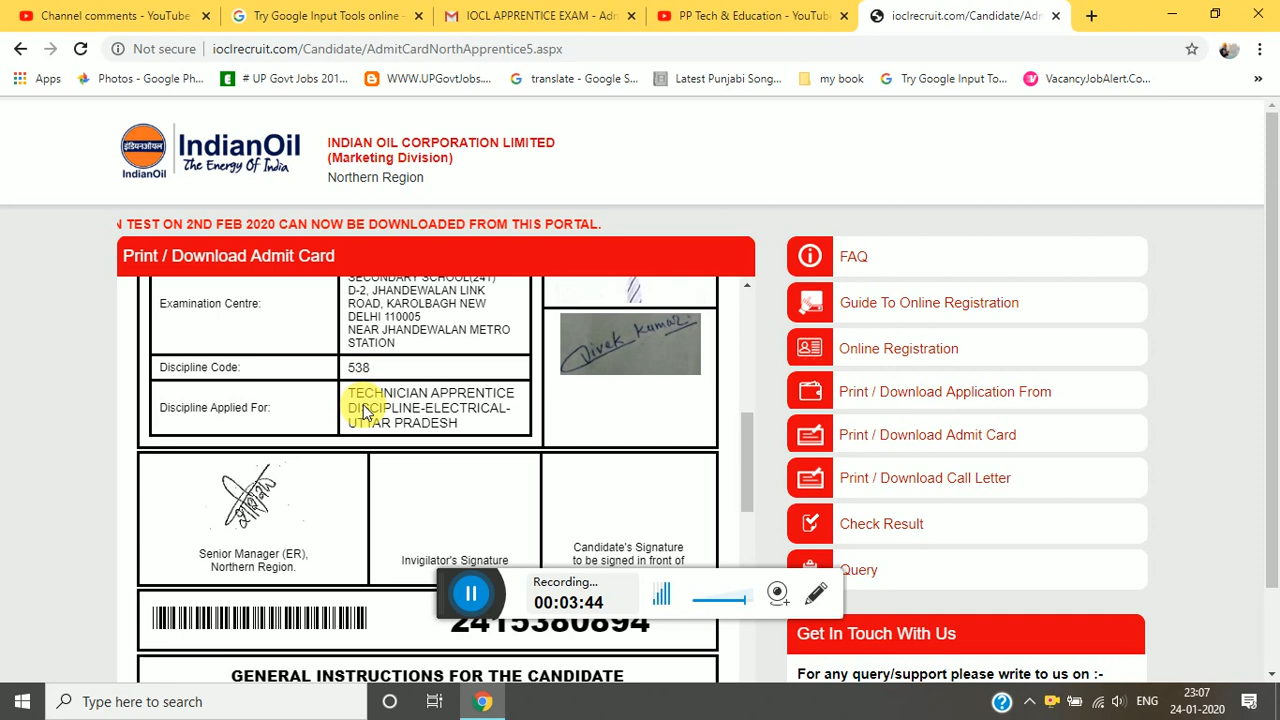 Channel comments - YouTube
Try Google Input Tools online -
IOCL APPRENTICE EXAM - Adm
PP Tech & Education - YouTube
ioclrecruit.com/Candidate/Adm
Not secure
ioclrecruit.com/Candidate/AdmitCardNorthApprentice5.aspx
Apps
Photos - Google Ph...
# UP Govt Jobs 201...
WWW.UPGovtJobs....
translate - Google S...
Latest Punjabi Song...
my book
Try Google Input To...
VacancyJobAlert.Co...
इंडियनऑयल
IndianOil
IndianOil
The Energy Of India
INDIAN OIL CORPORATION LIMITED
(Marketing Division)
Northern Region
N TEST ON 2ND FEB 2020 CAN NOW BE DOWNLOADED FROM THIS PORTAL.
Print / Download Admit Card
Examination Centre:
SECONDARY SCHOOL(241)
D-2, JHANDEWALAN LINK
ROAD, KAROLBAGH NEW
DELHI 110005
NEAR JHANDEWALAN METRO
STATION
Discipline Code:
538
Discipline Applied For:
TECHNICIAN APPRENTICE
DISCIPLINE-ELECTRICAL-
UTTAR PRADESH
Vivek Kumar
Senior Manager (ER),
Northern Region.
Invigilator's Signature
Candidate's Signature
to be signed in front of
2415380894
GENERAL INSTRUCTIONS FOR THE CANDIDATE
FAQ
Guide To Online Registration
Online Registration
Print / Download Application From
Print / Download Admit Card
Print / Download Call Letter
Check Result
Query
Get In Touch With Us
For any query/support please write to us on :-
Recording...
00:03:44
Type here to search
ENG
23:07
24-01-2020